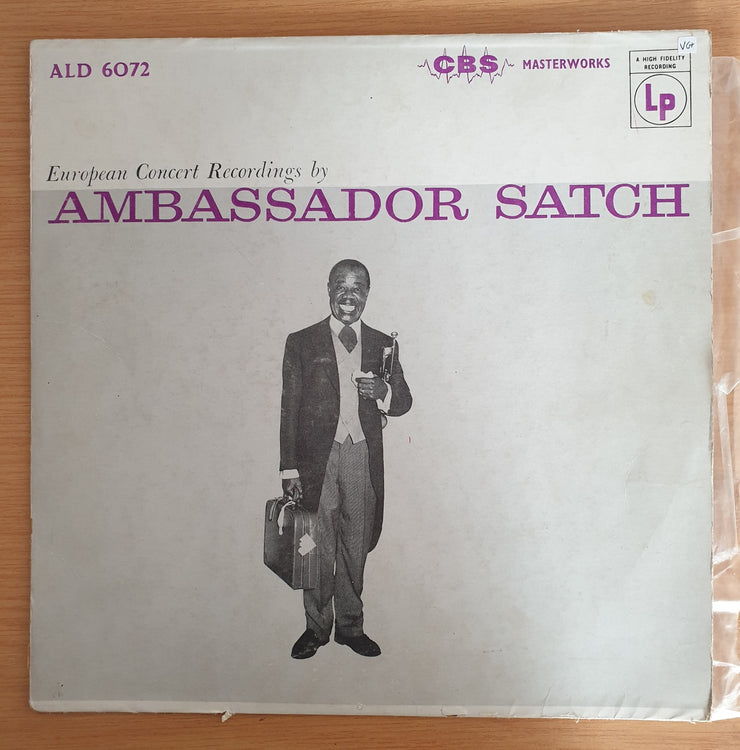 VG+
ALD 6072
CBS MASTERWORKS
A HIGH FIDELITY
RECORDING
Lp
European Concert Recordings by
AMBASSADOR SATCH